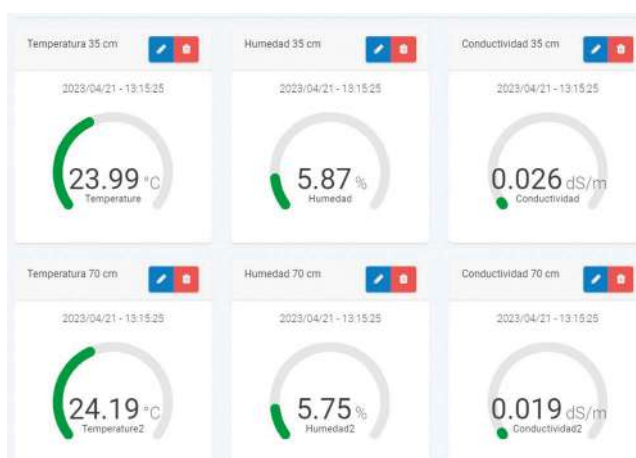 Temperatura 35 cm
Humedad 35 cm
Conductividad 35 cm
2023/04/21 - 13:15:25
2023/04/21 - 13:15:25
2023/04/21 - 13:15:25
23.99 °C
Temperature
5.87 %
Humedad
0.026 dS/m
Conductividad
Temperatura 70 cm
Humedad 70 cm
Conductividad 70 cm
2023/04/21 - 13:15:25
2023/04/21 - 13:15:25
2023/04/21 - 13:15:25
24.19 °C
Temperature2
5.75 %
Humedad2
0.019 dS/m
Conductividad2